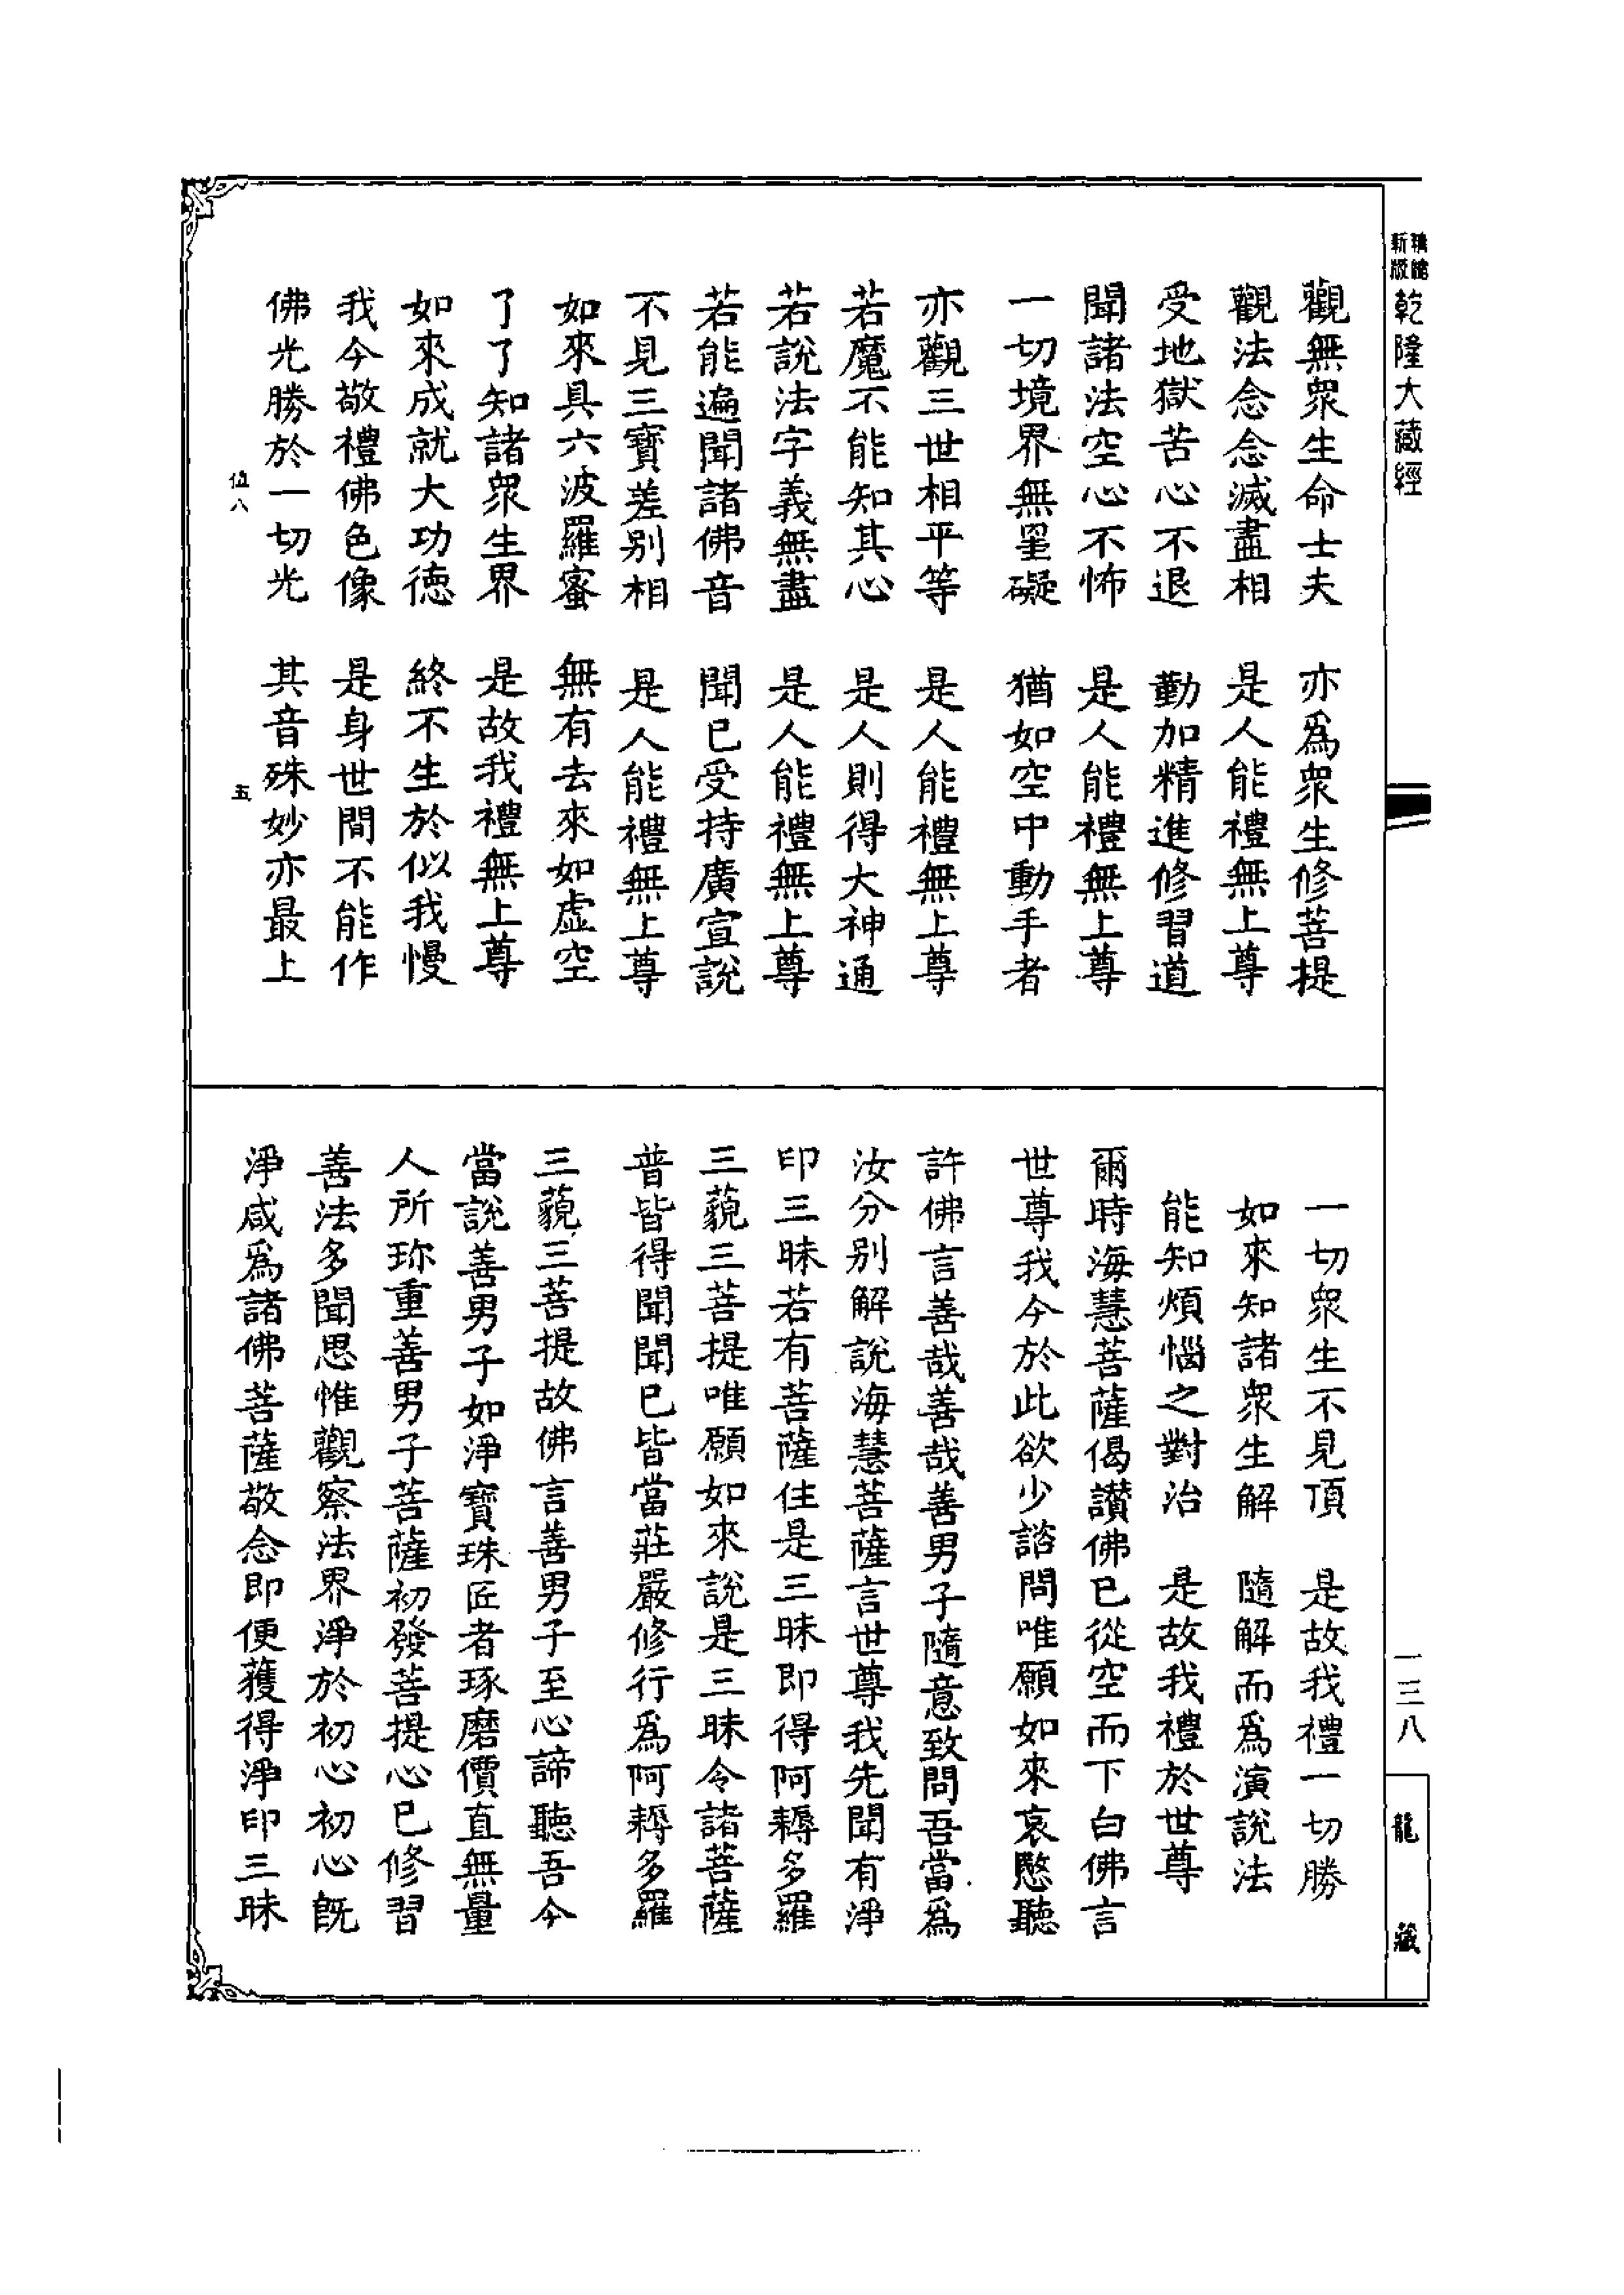 乾隆大藏經
觀無衆生命士夫　亦爲衆生修菩提
觀法念念滅盡相　是人能禮無上尊
受地獄苦心不退　勤加精進修習道
聞諸法空心不怖　是人能禮無上尊
一切境界無罣礙　猶如空中動手者
亦觀三世相平等　是人能禮無上尊
若魔不能知其心　是人則得大神通
若說法字義無盡　是人能禮無上尊
若能遍聞諸佛音　聞已受持廣宣說
不見三寶差别相　是人能禮無上尊
如來具六波羅蜜　無有去來如虛空
了了知諸衆生界　是故我禮無上尊
如來成就大功德　終不生於似我慢
我今敬禮佛色像　是身世間不能作
佛光勝於一切光　其音殊妙亦最上
值八　五
一切衆生不見頂　是故我禮一切勝
如來知諸衆生解　隨解而爲演說法
能知煩惱之對治　是故我禮於世尊
爾時海慧菩薩偈讃佛已從空而下白佛言
世尊我今於此欲少諮問唯願如來哀愍聽
許佛言善哉善哉善男子隨意致問吾當爲
汝分别解說海慧菩薩言世尊我先聞有淨
印三昧若有菩薩住是三昧即得阿耨多羅
三藐三菩提唯願如來說是三昧令諸菩薩
普皆得聞聞已皆當莊嚴修行爲阿耨多羅
三藐三菩提故佛言善男子至心諦聽吾今
當說善男子如淨寶珠匠者琢磨價直無量
人所珎重善男子菩薩初發菩提心已修習
善法多聞思惟觀察法界淨於初心初心旣
淨咸爲諸佛菩薩敬念即便獲得淨印三昧
一三八
龍藏